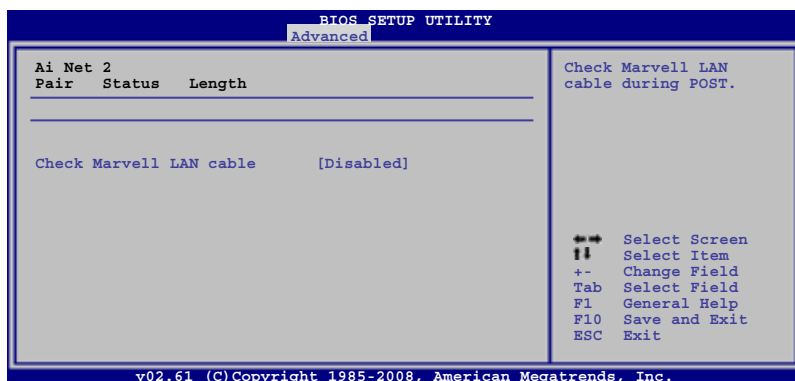 BIOS SETUP UTILITY
Advanced
Ai Net 2
Pair Status Length
Check Marvell LAN cable [Disabled]
Check Marvell LAN
cable during POST.
←→ Select Screen
↑↓ Select Item
+- Change Field
Tab Select Field
F1 General Help
F10 Save and Exit
ESC Exit
v02.61 (C)Copyright 1985-2008, American Megatrends, Inc.